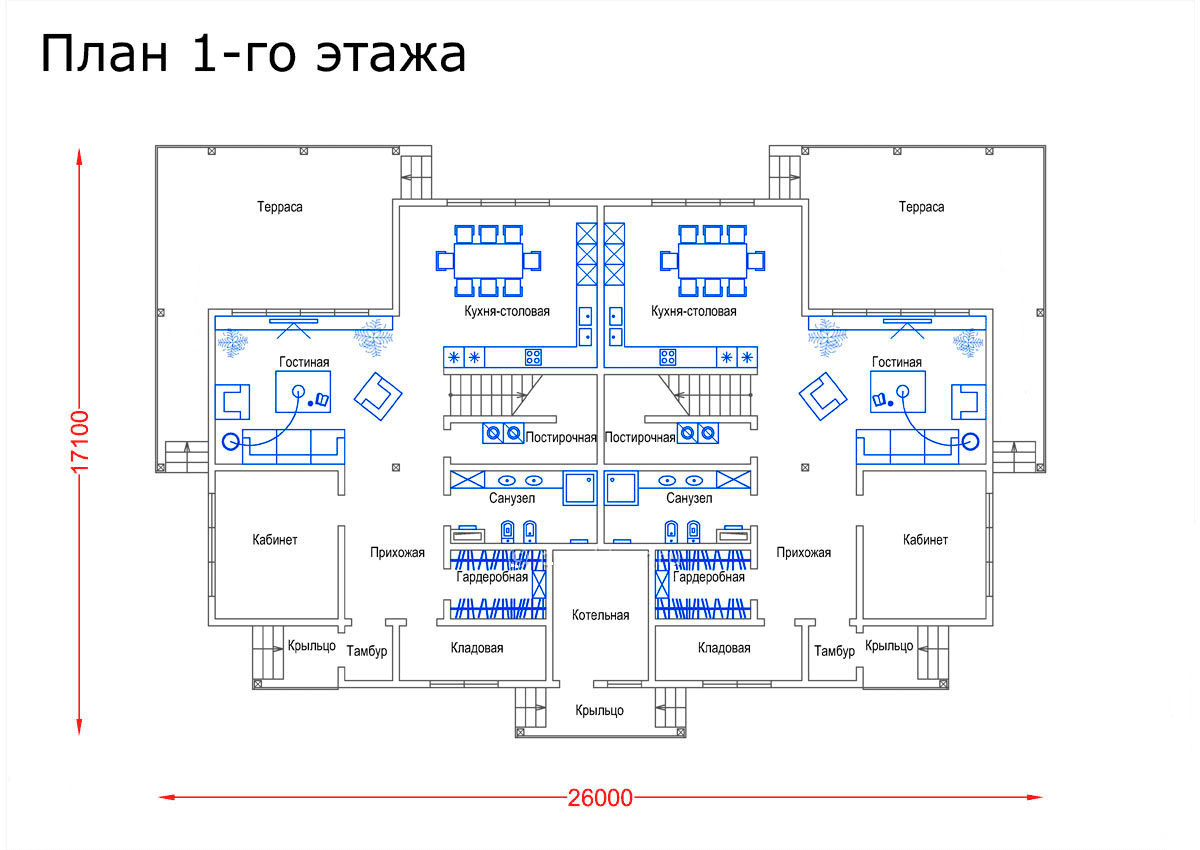 План 1-го этажа
Терраса
Терраса
Кухня-столовая
Кухня-столовая
Гостиная
Гостиная
17100
Постирочная
Постирочная
Санузел
Санузел
Кабинет
Прихожая
Прихожая
Кабинет
Гардеробная
Гардеробная
Котельная
Крыльцо
Тамбур
Кладовая
Кладовая
Тамбур
Крыльцо
Крыльцо
26000